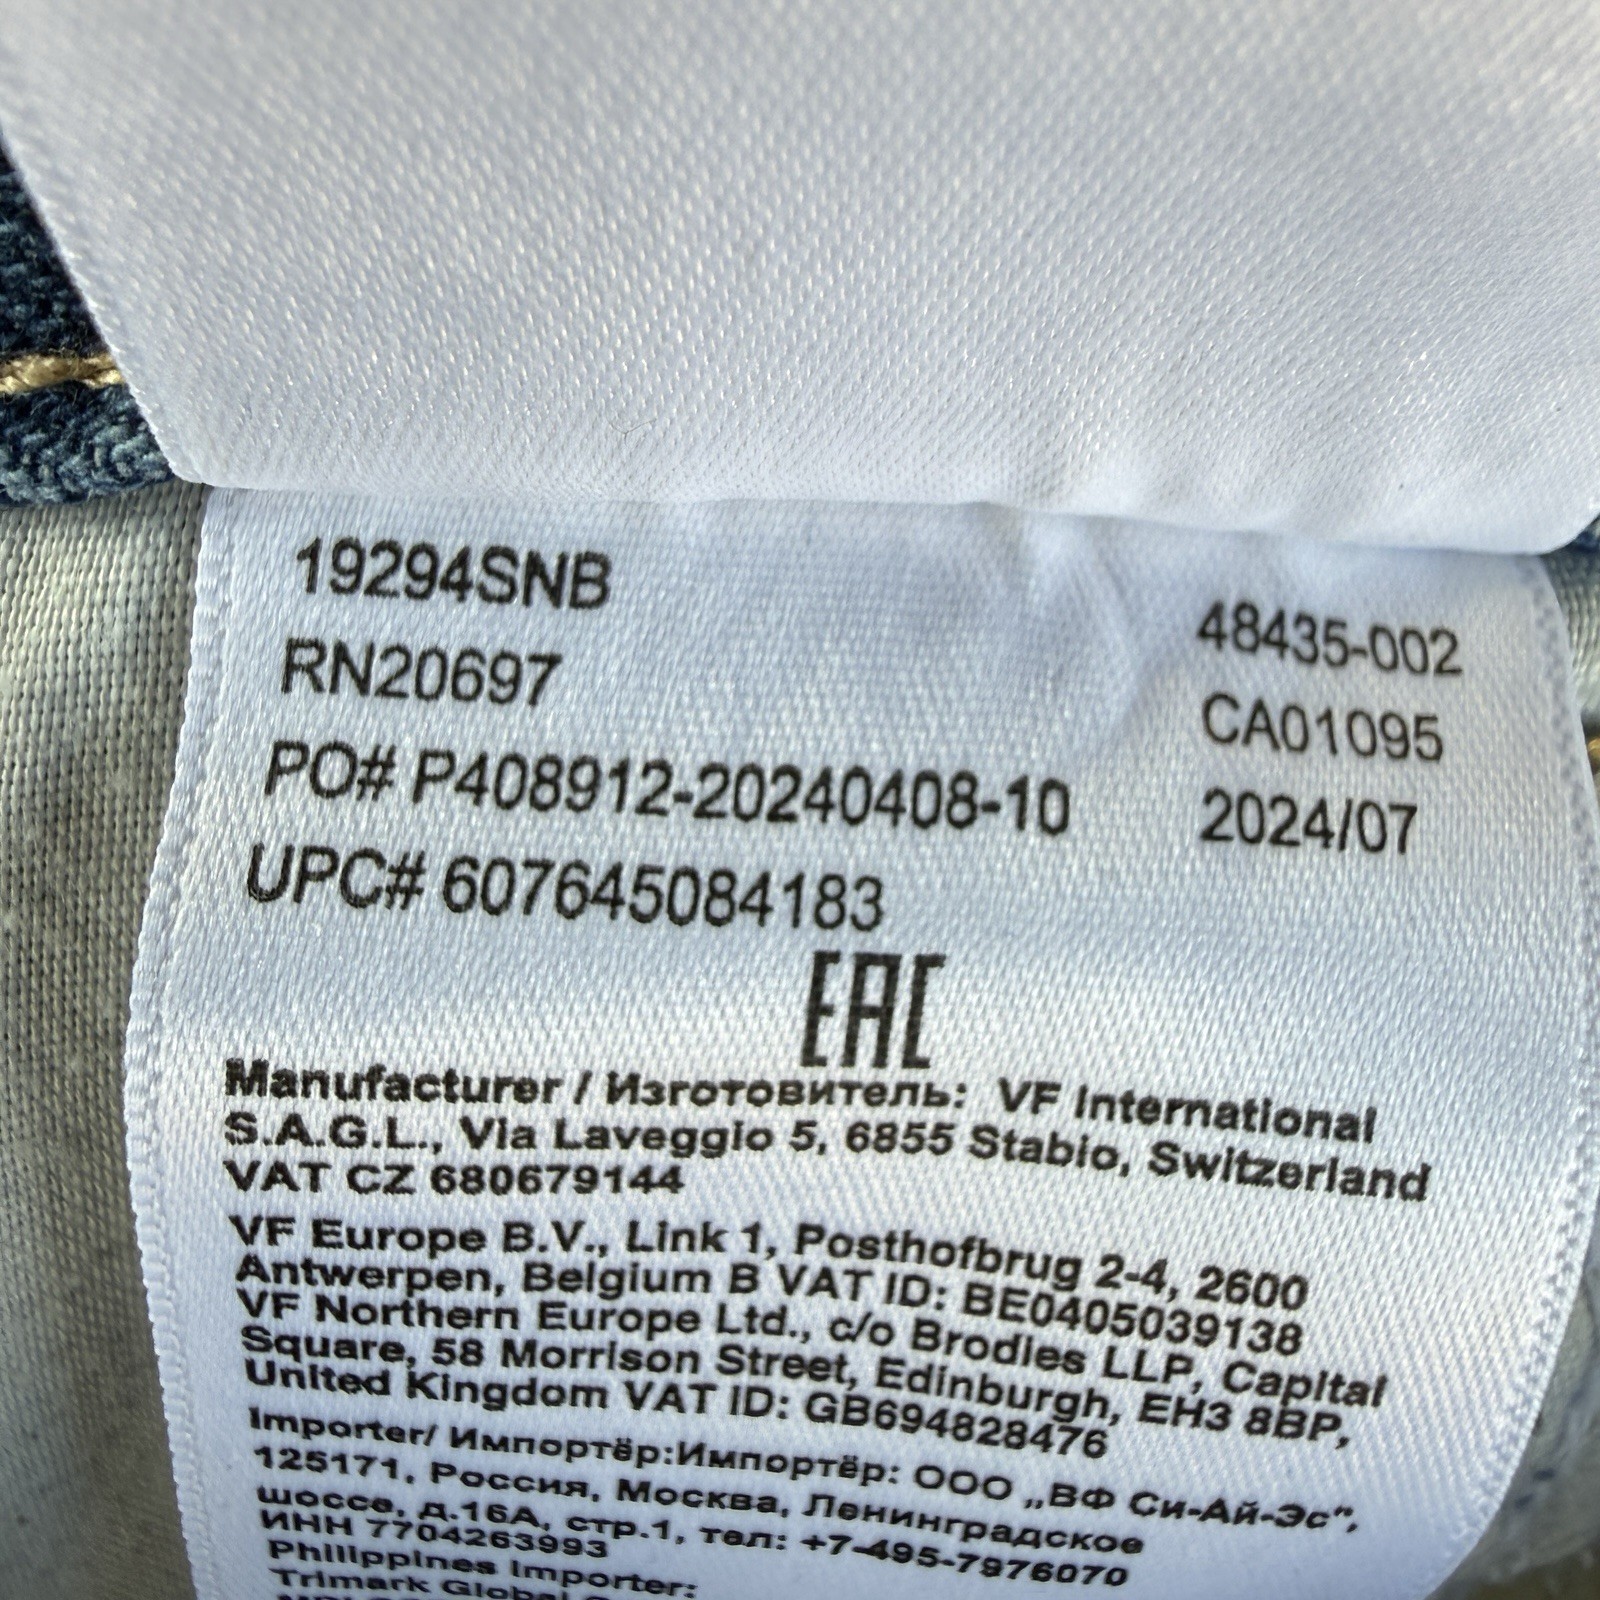 19294SNB 48435-002
RN20697 CA01095
PO# P408912-20240408-10 2024/07
UPC# 607645084183
EAC
Manufacturer / Изготовитель: VF International
S.A.G.L., Via Laveggio 5, 6855 Stabio, Switzerland
VAT CZ 680679144
VF Europe B.V., Link 1, Posthofbrug 2-4, 2600
Antwerpen, Belgium B VAT ID: BE0405039138
VF Northern Europe Ltd., c/o Brodies LLP, Capital
Square, 58 Morrison Street, Edinburgh, EH3 8BP,
United Kingdom VAT ID: GB694828476
Importer/ Импортёр:Импортёр: ООО „ВФ Си-Ай-Эс",
125171, Россия, Москва, Ленинградское
шоссе, д.16А, стр.1, тел: +7-495-7976070
ИНН 7704263993
Philippines Importer:
Trimark Global